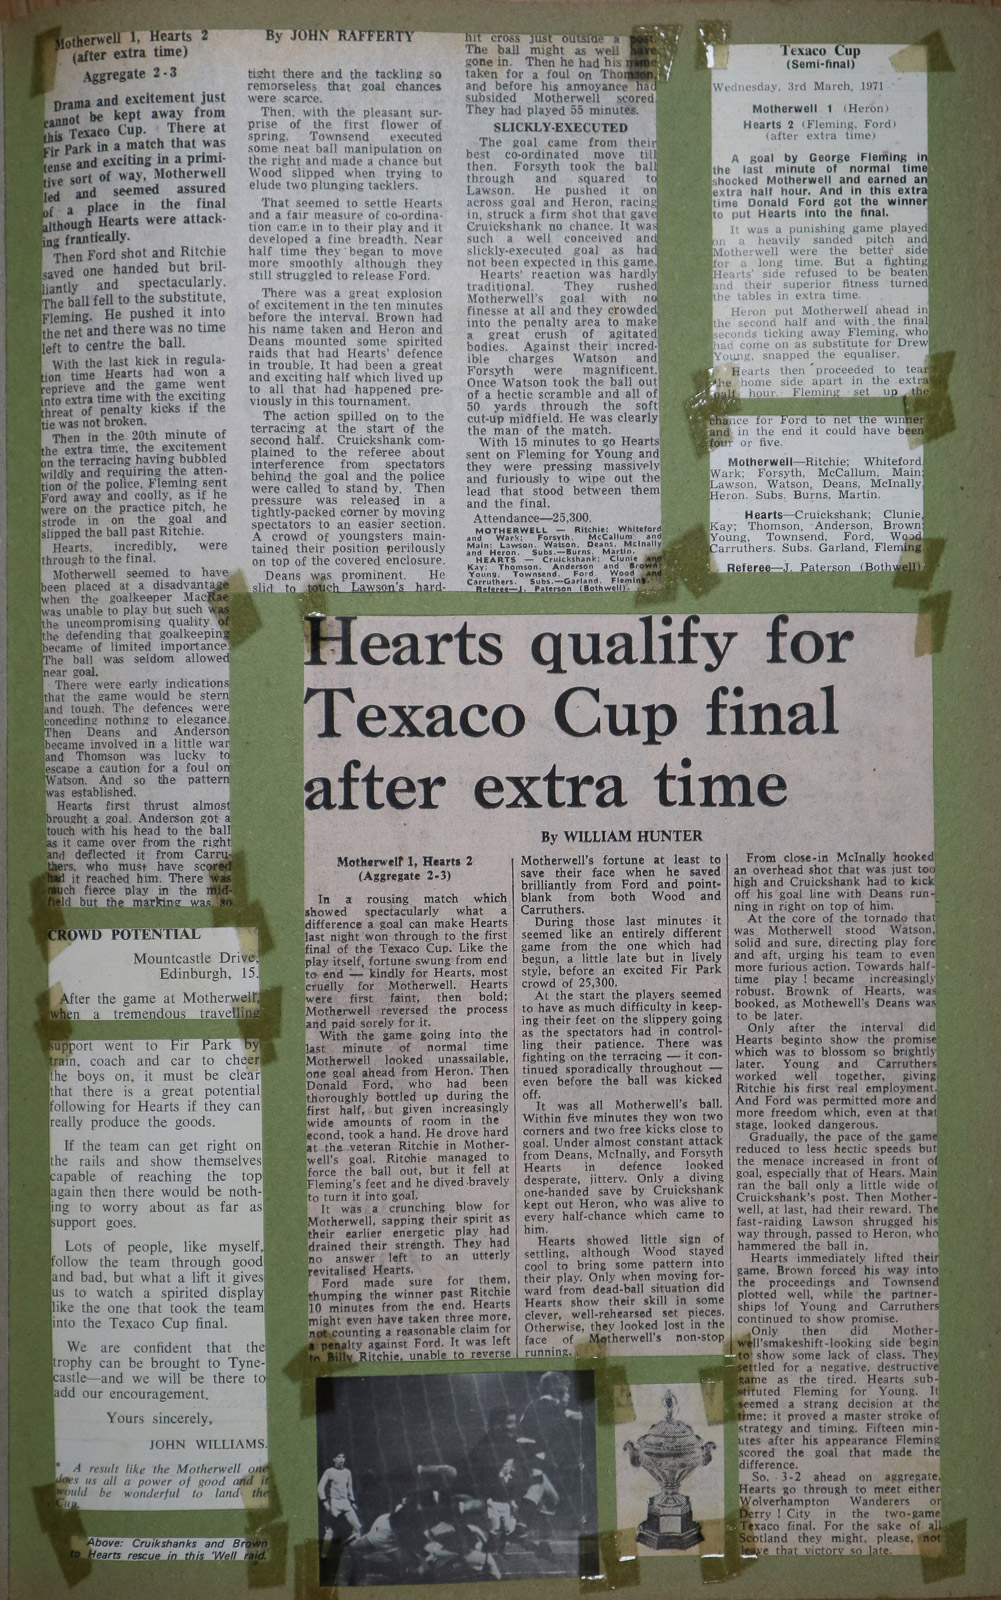 Motherwell 1, Hearts 2
(after extra time)
Aggregate 2-3
Drama and excitement just
cannot be kept away from
this Texaco Cup. There at
Fir Park in a match that was
tense and exciting in a primi-
tive sort of way, Motherwell
led and seemed assured
of a place in the final
although Hearts were attack-
ing frantically.
Then Ford shot and Ritchie
saved one handed but bril-
liantly and spectacularly.
The ball fell to the substitute,
Fleming. He pushed it into
the net and there was no time
left to centre the ball.
With the last kick in regula-
tion time Hearts had won a
reprieve and the game went
into extra time with the exciting
threat of penalty kicks if the
tie was not broken.
Then in the 20th minute of
the extra time, the excitement
on the terracing having bubbled
wildly and requiring the atten-
tion of the police, Fleming sent
Ford away and coolly, as if he
were on the practice pitch, he
strode in on the goal and
slipped the ball past Ritchie.
Hearts, incredibly, were
through to the final.
Motherwell seemed to have
been placed at a disadvantage
when the goalkeeper MacRae
was unable to play but such was
the uncompromising quality of
the defending that goalkeeping
became of limited importance.
The ball was seldom allowed
near goal.
There were early indications
that the game would be stern
and tough. The defences were
conceding nothing to elegance.
Then Deans and Anderson
became involved in a little war
and Thomson was lucky to
escape a caution for a foul on
Watson. And so the pattern
was established.
Hearts first thrust almost
brought a goal. Anderson got a
touch with his head to the ball
as it came over from the right
and deflected it from Carru-
thers, who must have scored
had it reached him. There was
much fierce play in the mid-
field but the marking was so
By JOHN RAFFERTY
tight there and the tackling so
remorseless that goal chances
were scarce.
Then, with the pleasant sur-
prise of the first flower of
spring, Townsend executed
some neat ball manipulation on
the right and made a chance but
Wood slipped when trying to
elude two plunging tacklers.
That seemed to settle Hearts
and a fair measure of co-ordina-
tion came in to their play and it
developed a fine breadth. Near
half time they began to move
more smoothly although they
still struggled to release Ford.
There was a great explosion
of excitement in the ten minutes
before the interval. Brown had
his name taken and Heron and
Deans mounted some spirited
raids that had Hearts' defence
in trouble. It had been a great
and exciting half which lived up
to all that had happened pre-
viously in this tournament.
The action spilled on to the
terracing at the start of the
second half. Cruickshank com-
plained to the referee about
interference from spectators
behind the goal and the police
were called to stand by. Then
pressure was released in a
tightly-packed corner by moving
spectators to an easier section.
A crowd of youngsters main-
tained their position perilously
on top of the covered enclosure.
Deans was prominent. He
slid to touch Lawson's hard-
hit cross just outside a post.
The ball might as well have
gone in. Then he had his name
taken for a foul on Thomson,
and before his annoyance had
subsided Motherwell scored.
They had played 55 minutes.
SLICKLY-EXECUTED
The goal came from their
best co-ordinated move till
then. Forsyth took the ball
through and squared to
Lawson. He pushed it on
across goal and Heron, racing
in, struck a firm shot that gave
Cruickshank no chance. It was
such a well conceived and
slickly-executed goal as had
not been expected in this game.
Hearts' reaction was hardly
traditional. They rushed
Motherwell's goal with no
finesse at all and they crowded
into the penalty area to make
a great crush of agitated
bodies. Against their incred-
ible charges Watson and
Forsyth were magnificent.
Once Watson took the ball out
of a hectic scramble and all of
50 yards through the soft
cut-up midfield. He was clearly
the man of the match.
With 15 minutes to go Hearts
sent on Fleming for Young and
they were pressing massively
and furiously to wipe out the
lead that stood between them
and the final.
Attendance—25,300.
MOTHERWELL — Ritchie; Whiteford
and Wark; Forsyth, McCallum and
Main; Lawson, Watson, Deans, McInally
and Heron. Subs.—Burns, Martin.
HEARTS — Cruickshank; Clunie and
Kay; Thomson, Anderson and Brown;
Young, Townsend, Ford, Wood and
Carruthers. Subs.—Garland, Fleming.
Referee—J. Paterson (Bothwell).
Texaco Cup
(Semi-final)
Wednesday, 3rd March, 1971
Motherwell 1 (Heron)
Hearts 2 (Fleming, Ford)
(after extra time)
A goal by George Fleming in
the last minute of normal time
shocked Motherwell and earned an
extra half hour. And in this extra
time Donald Ford got the winner
to put Hearts into the final.
It was a punishing game played
on a heavily sanded pitch and
Motherwell were the better side
for a long time. But a fighting
Hearts' side refused to be beaten
and their superior fitness turned
the tables in extra time.
Heron put Motherwell ahead in
the second half and with the final
seconds ticking away Fleming, who
had come on as substitute for Drew
Young, snapped the equaliser.
Hearts then proceeded to tear
the home side apart in the extra
half hour. Fleming set up the
chance for Ford to net the winner
and in the end it could have been
four or five.
Motherwell—Ritchie; Whiteford,
Wark; Forsyth, McCallum, Main;
Lawson, Watson, Deans, McInally,
Heron. Subs. Burns, Martin.
Hearts—Cruickshank; Clunie,
Kay; Thomson, Anderson, Brown;
Young, Townsend, Ford, Wood
Carruthers. Subs. Garland, Fleming
Referee—J. Paterson (Bothwell)
CROWD POTENTIAL
Mountcastle Drive,
Edinburgh, 15.
After the game at Motherwell,
when a tremendous travelling
support went to Fir Park by
train, coach and car to cheer
the boys on, it must be clear
that there is a great potential
following for Hearts if they can
really produce the goods.
If the team can get right on
the rails and show themselves
capable of reaching the top
again then there would be noth-
ing to worry about as far as
support goes.
Lots of people, like myself,
follow the team through good
and bad, but what a lift it gives
us to watch a spirited display
like the one that took the team
into the Texaco Cup final.
We are confident that the
trophy can be brought to Tyne-
castle—and we will be there to
add our encouragement.
Yours sincerely,
JOHN WILLIAMS.
* A result like the Motherwell one
does us all a power of good and it
would be wonderful to land the
Cup.
Above: Cruikshanks and Brown
to Hearts rescue in this 'Well raid.
Hearts qualify for
Texaco Cup final
after extra time
By WILLIAM HUNTER
Motherwell 1, Hearts 2
(Aggregate 2-3)
In a rousing match which
showed spectacularly what a
difference a goal can make Hearts
last night won through to the first
final of the Texaco Cup. Like the
play itself, fortune swung from end
to end — kindly for Hearts, most
cruelly for Motherwell. Hearts
were first faint, then bold;
Motherwell reversed the process
and paid sorely for it.
With the game going into the
last minute of normal time
Motherwell looked unassailable,
one goal ahead from Heron. Then
Donald Ford, who had been
thoroughly bottled up during the
first half, but given increasingly
wide amounts of room in the
econd, took a hand. He drove hard
at the veteran Ritchie in Mother-
well's goal. Ritchie managed to
force the ball out, but it fell at
Fleming's feet and he dived bravely
to turn it into goal.
It was a crunching blow for
Motherwell, sapping their spirit as
their earlier energetic play had
drained their strength. They had
no answer left to an utterly
revitalised Hearts.
Ford made sure for them,
thumping the winner past Ritchie
10 minutes from the end. Hearts
might even have taken three more,
not counting a reasonable claim for
a penalty against Ford. It was left
to Billy Ritchie, unable to reverse
Motherwell's fortune at least to
save their face when he saved
brilliantly from Ford and point-
blank from both Wood and
Carruthers.
During those last minutes it
seemed like an entirely different
game from the one which had
begun, a little late but in lively
style, before an excited Fir Park
crowd of 25,300.
At the start the players seemed
to have as much difficulty in keep-
ing their feet on the slippery going
as the spectators had in control-
ling their patience. There was
fighting on the terracing — it con-
tinued sporadically throughout —
even before the ball was kicked
off.
It was all Motherwell's ball.
Within five minutes they won two
corners and two free kicks close to
goal. Under almost constant attack
from Deans, McInally, and Forsyth
Hearts in defence looked
desperate, jittery. Only a diving
one-handed save by Cruickshank
kept out Heron, who was alive to
every half-chance which came to
him.
Hearts showed little sign of
settling, although Wood stayed
cool to bring some pattern into
their play. Only when moving for-
ward from dead-ball situation did
Hearts show their skill in some
clever, well-rehearsed set pieces.
Otherwise, they looked lost in the
face of Motherwell's non-stop
running.
From close-in McInally hooked
an overhead shot that was just too
high and Cruickshank had to kick
off his goal line with Deans run-
ning in right on top of him.
At the core of the tornado that
was Motherwell stood Watson,
solid and sure, directing play fore
and aft, urging his team to even
more furious action. Towards half-
time play ! became increasingly
robust. Brownk of Hearts, was
booked, as Mothewell's Deans was
to be later.
Only after the interval did
Hearts beginto show the promise
which was to blossom so brightly
later. Young and Carruthers
worked well together, giving
Ritchie his first real employment.
And Ford was permitted more and
more freedom which, even at that
stage, looked dangerous.
Gradually, the pace of the game
reduced to less hectic speeds but
the menace increased in front of
goal, especially that of Hearts. Main
ran the ball only a little wide of
Cruickshank's post. Then Mother-
well, at last, had their reward. The
fast-raiding Lawson shrugged his
way through, passed to Heron, who
hammered the ball in.
Hearts immediately lifted their
game. Brown forced his way into
the proceedings and Townsend
plotted well, while the partner-
ships !of Young and Carruthers
continued to show promise.
Only then did Mother-
well'smakeshift-looking side begin
to show some lack of class. They
settled for a negative, destructive
game as the tired. Hearts sub-
stituted Fleming for Young. It
seemed a strang decision at the
time; it proved a master stroke of
strategy and timing. Fifteen min-
utes after his appearance Fleming
scored the goal that made the
difference.
So, 3-2 ahead on aggregate,
Hearts go through to meet either
Wolverhampton Wanderers or
Derry ! City in the two-game
Texaco final. For the sake of all
Scotland they might, please, not
leave that victory so late.